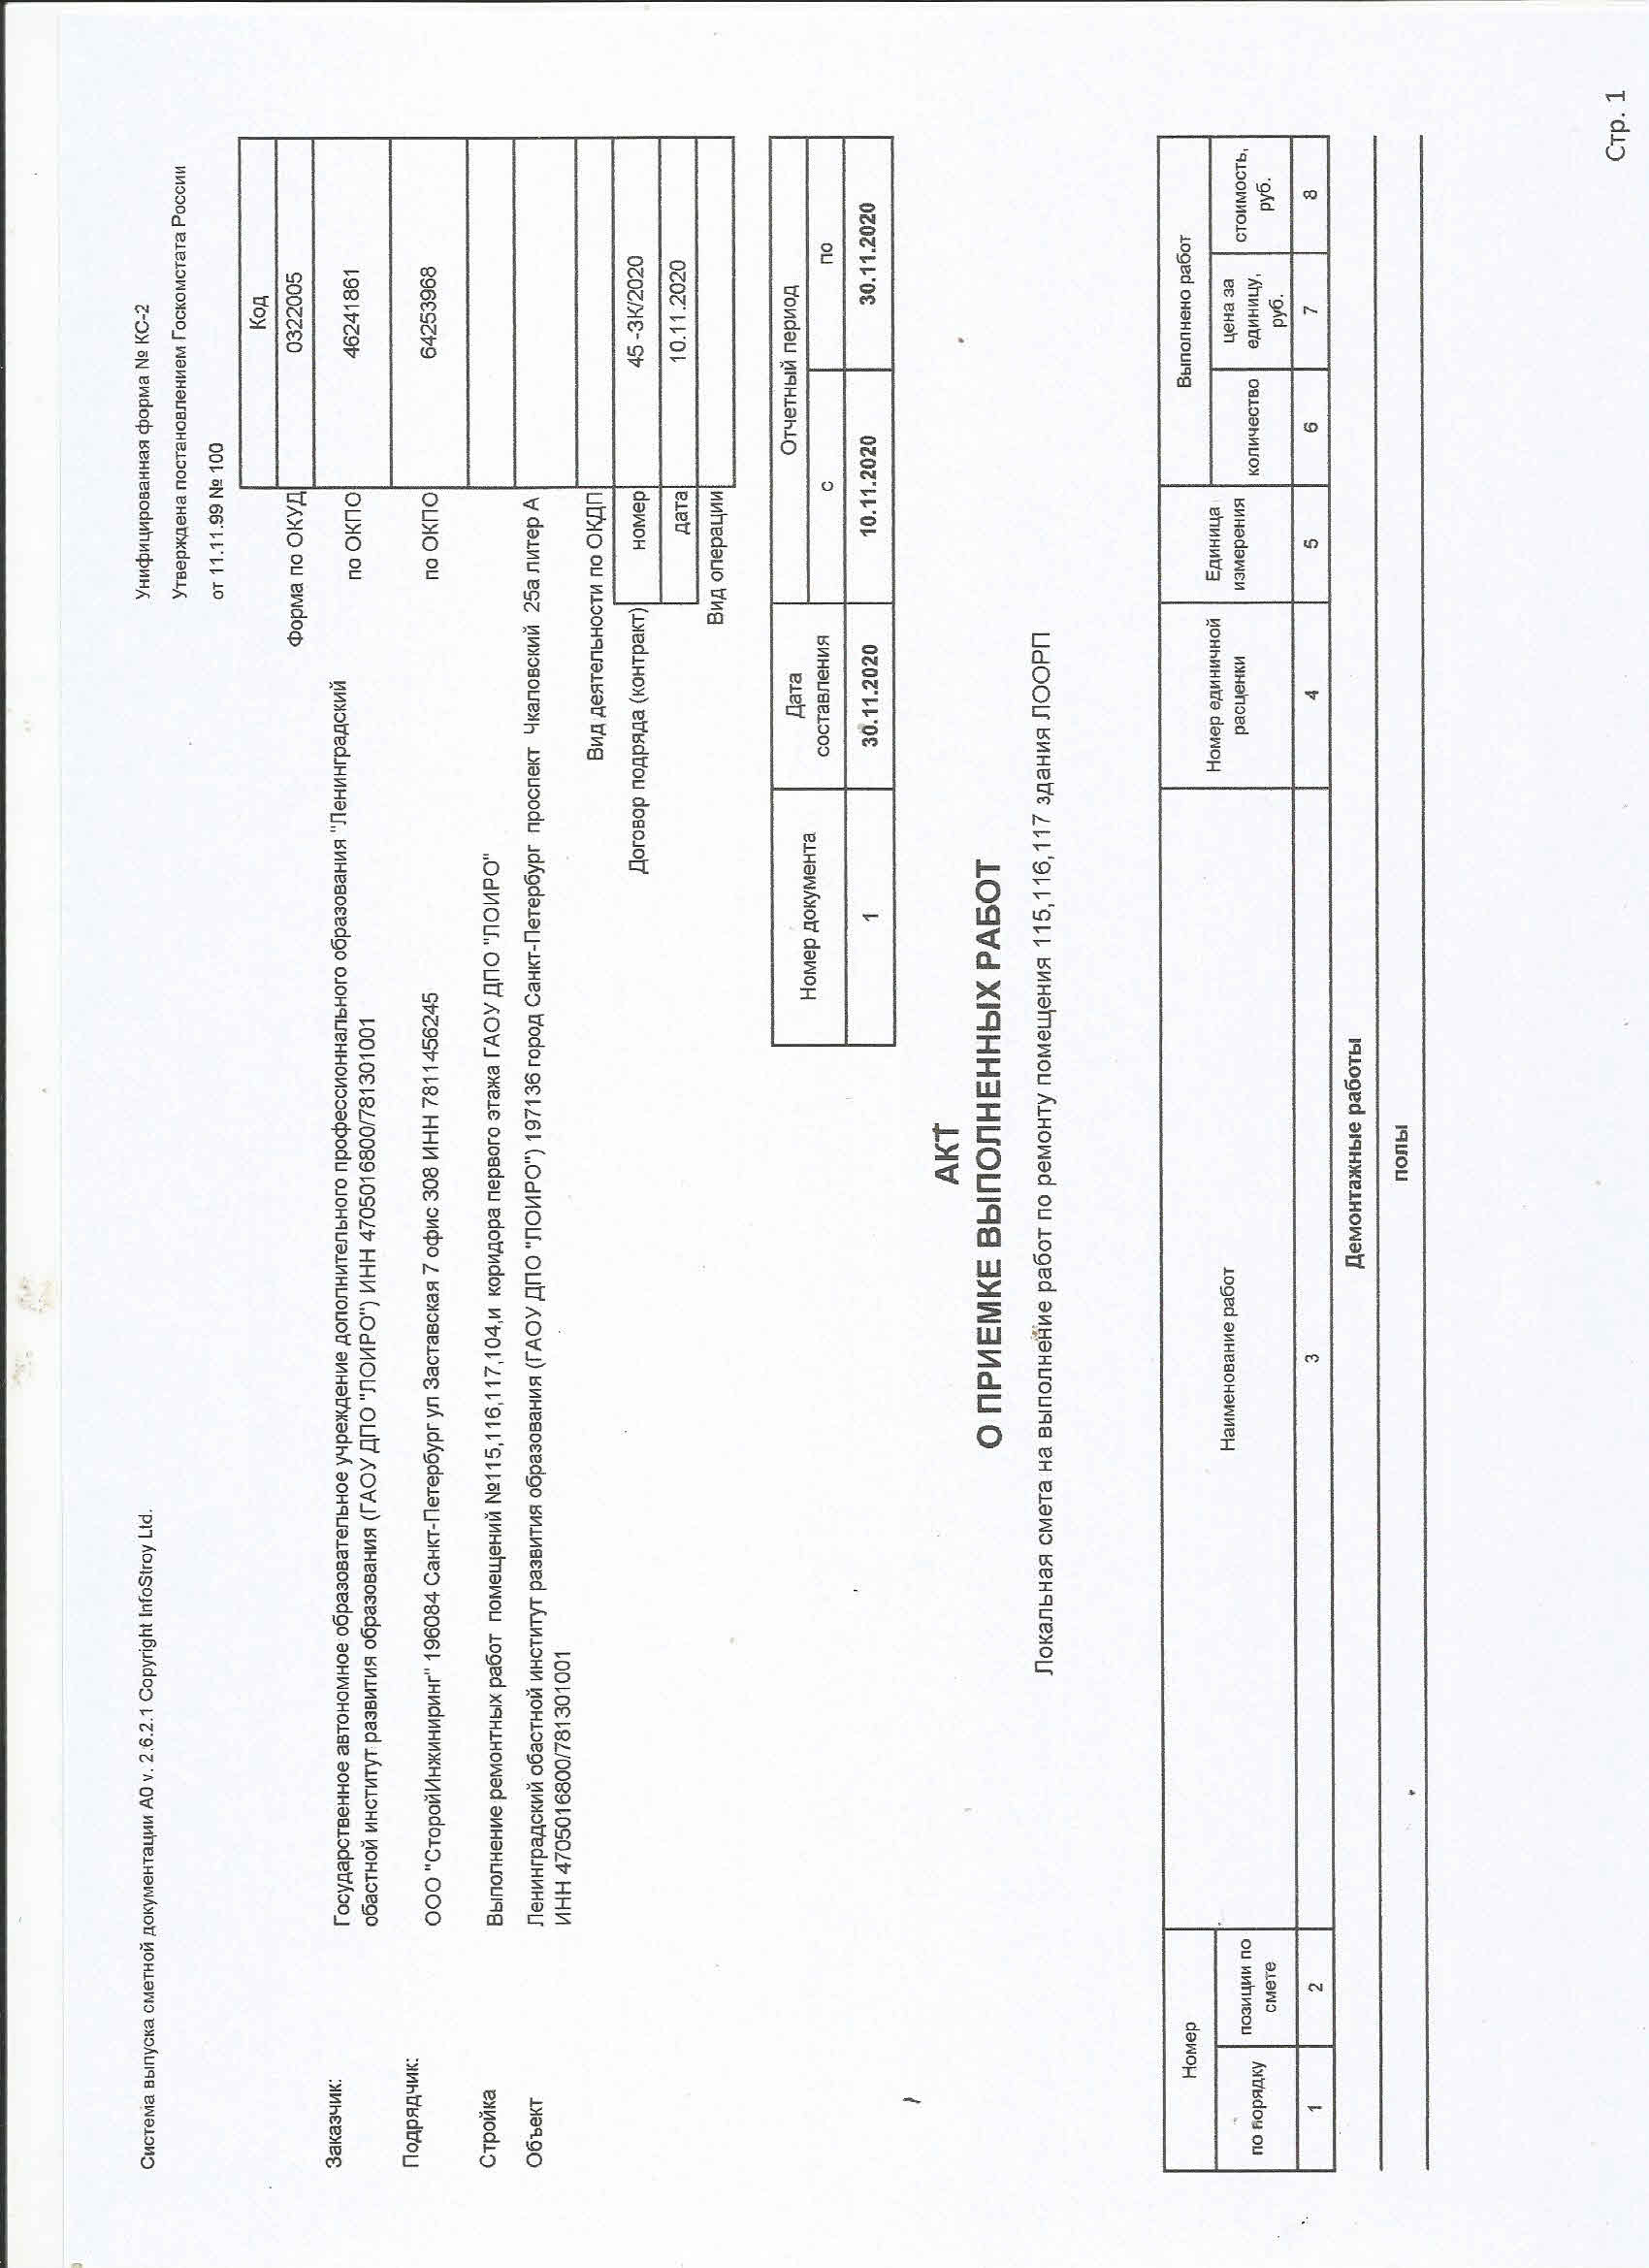 Система выпуска сметной документации А0 v. 2.6.2.1 Copyright InfoStroy Ltd.
Унифицированная форма № КС-2
Утверждена постановлением Госкомстата России
от 11.11.99 № 100
Код
Форма по ОКУД 0322005
Заказчик: Государственное автономное образовательное учреждение дополнительного профессионнального образования "Ленинградский по ОКПО 46241861
обастной институт развития образования (ГАОУ ДПО "ЛОИРО") ИНН 4705016800/781301001
Подрядчик: ООО "СторойИнжиниринг" 196084 Санкт-Петербург ул Заставская 7 офис 308 ИНН 7811456245 по ОКПО 64253968
Стройка Выполнение ремонтных работ помещений №115,116,117,104,и коридора первого этажа ГАОУ ДПО "ЛОИРО"
Объект Ленинградский обастной институт развития образования (ГАОУ ДПО "ЛОИРО") 197136 город Санкт-Петербург проспект Чкаповский 25а литер А
ИНН 4705016800/781301001
Вид деятельности по ОКДП
Договор подряда (контракт) номер 45 -ЗК/2020
дата 10.11.2020
Вид операции
Номер документа Дата составления Отчетный период
с по
1 30.11.2020 10.11.2020 30.11.2020
АКТ
О ПРИЕМКЕ ВЫПОЛНЕННЫХ РАБОТ
Локальная смета на выполнение работ по ремонту помещения 115,116,117 здания ЛООРП
Номер Наименование работ Номер единичной расценки Единица измерения Выполнено работ
по порядку позиции по смете количество цена за единицу, руб. стоимость, руб.
1 2 3 4 5 6 7 8
Демонтажные работы
полы
Стр. 1